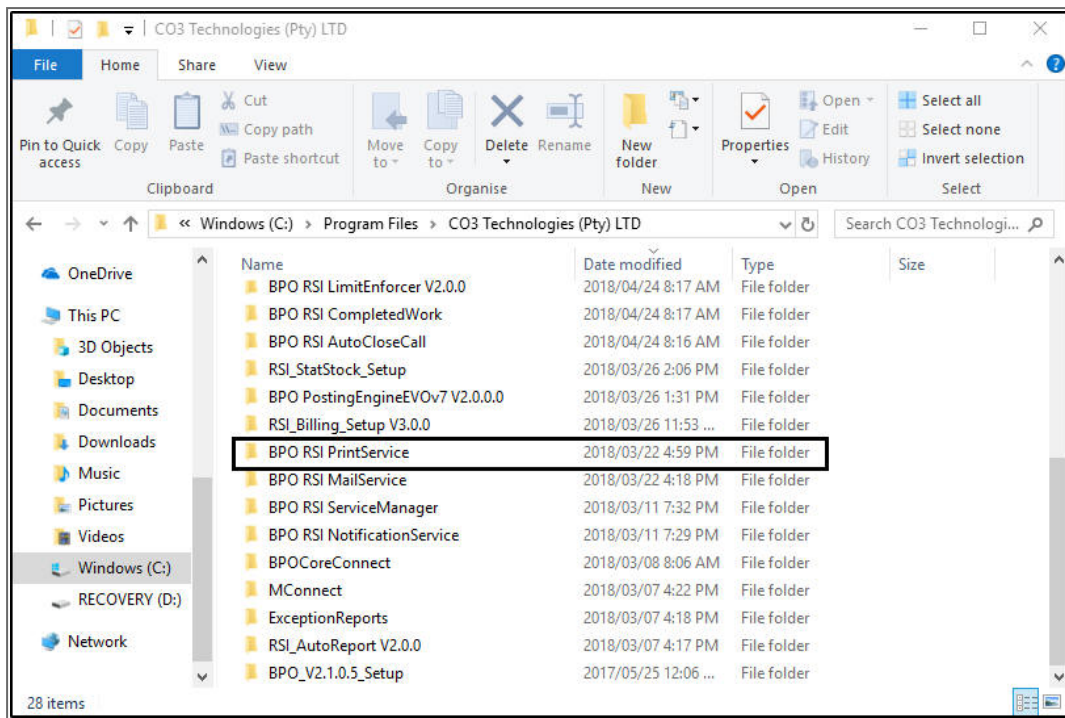 CO3 Technologies (Pty) LTD
File Home Share View
Pin to Quick access
Copy
Paste
Cut
Copy path
Paste shortcut
Move to
Copy to
Delete
Rename
New folder
Properties
Open
Edit
History
Select all
Select none
Invert selection
Clipboard Organise New Open Select
« Windows (C:) › Program Files › CO3 Technologies (Pty) LTD
Search CO3 Technologi...
OneDrive
This PC
3D Objects
Desktop
Documents
Downloads
Music
Pictures
Videos
Windows (C:)
RECOVERY (D:)
Network
Name Date modified Type Size
BPO RSI LimitEnforcer V2.0.0 2018/04/24 8:17 AM File folder
BPO RSI CompletedWork 2018/04/24 8:17 AM File folder
BPO RSI AutoCloseCall 2018/04/24 8:16 AM File folder
RSI_StatStock_Setup 2018/03/26 2:06 PM File folder
BPO PostingEngineEVOv7 V2.0.0.0 2018/03/26 1:31 PM File folder
RSI_Billing_Setup V3.0.0 2018/03/26 11:53 ... File folder
BPO RSI PrintService 2018/03/22 4:59 PM File folder
BPO RSI MailService 2018/03/22 4:18 PM File folder
BPO RSI ServiceManager 2018/03/11 7:32 PM File folder
BPO RSI NotificationService 2018/03/11 7:29 PM File folder
BPOCoreConnect 2018/03/08 8:06 AM File folder
MConnect 2018/03/07 4:22 PM File folder
ExceptionReports 2018/03/07 4:18 PM File folder
RSI_AutoReport V2.0.0 2018/03/07 4:17 PM File folder
BPO_V2.1.0.5_Setup 2017/05/25 12:06 ... File folder
28 items